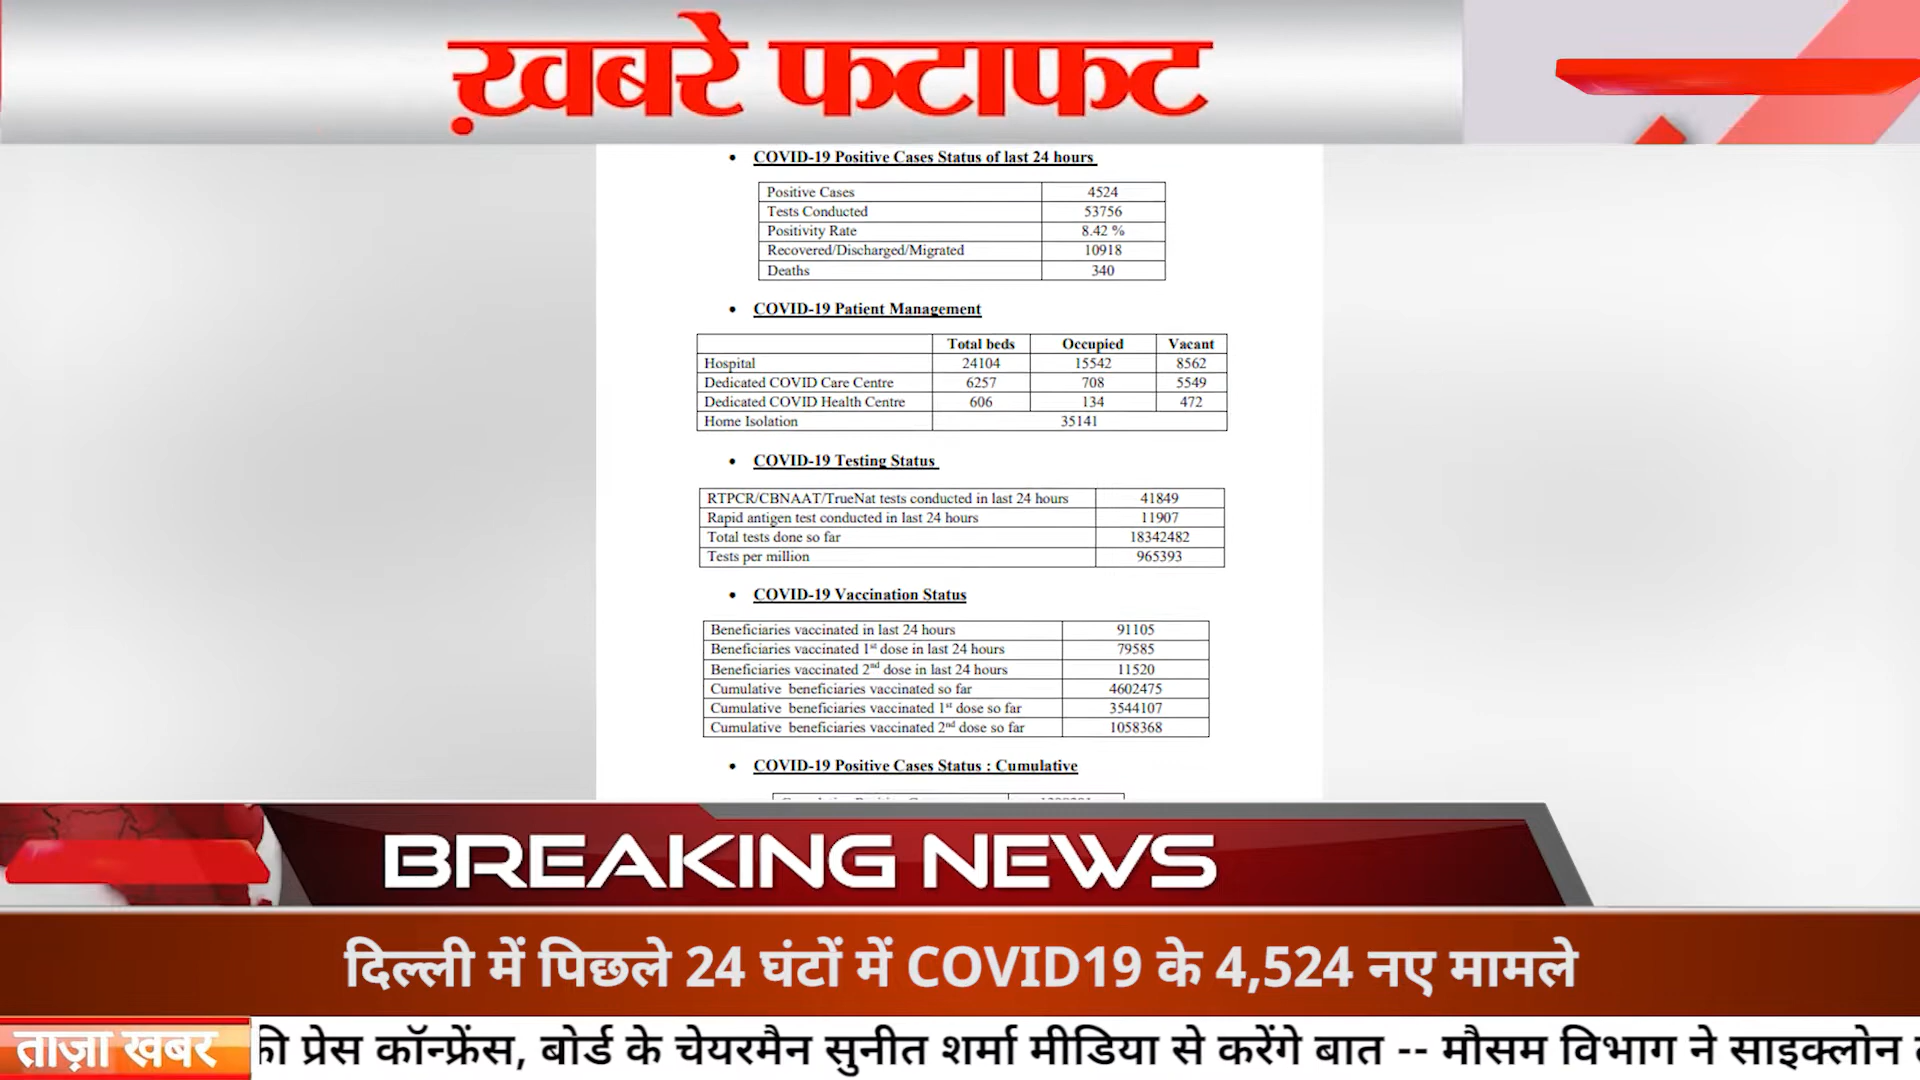 ख़बरें फटाफट
• COVID-19 Positive Cases Status of last 24 hours
Positive Cases 4524
Tests Conducted 53756
Positivity Rate 8.42 %
Recovered/Discharged/Migrated 10918
Deaths 340
• COVID-19 Patient Management
Total beds Occupied Vacant
Hospital 24104 15542 8562
Dedicated COVID Care Centre 6257 708 5549
Dedicated COVID Health Centre 606 134 472
Home Isolation 35141
• COVID-19 Testing Status
RTPCR/CBNAAT/TrueNat tests conducted in last 24 hours 41849
Rapid antigen test conducted in last 24 hours 11907
Total tests done so far 18342482
Tests per million 965393
• COVID-19 Vaccination Status
Beneficiaries vaccinated in last 24 hours 91105
Beneficiaries vaccinated 1st dose in last 24 hours 79585
Beneficiaries vaccinated 2nd dose in last 24 hours 11520
Cumulative beneficiaries vaccinated so far 4602475
Cumulative beneficiaries vaccinated 1st dose so far 3544107
Cumulative beneficiaries vaccinated 2nd dose so far 1058368
• COVID-19 Positive Cases Status : Cumulative
BREAKING NEWS
दिल्ली में पिछले 24 घंटों में COVID19 के 4,524 नए मामले
ताज़ा खबर की प्रेस कॉन्फ्रेंस, बोर्ड के चेयरमैन सुनीत शर्मा मीडिया से करेंगे बात -- मौसम विभाग ने साइक्लोन